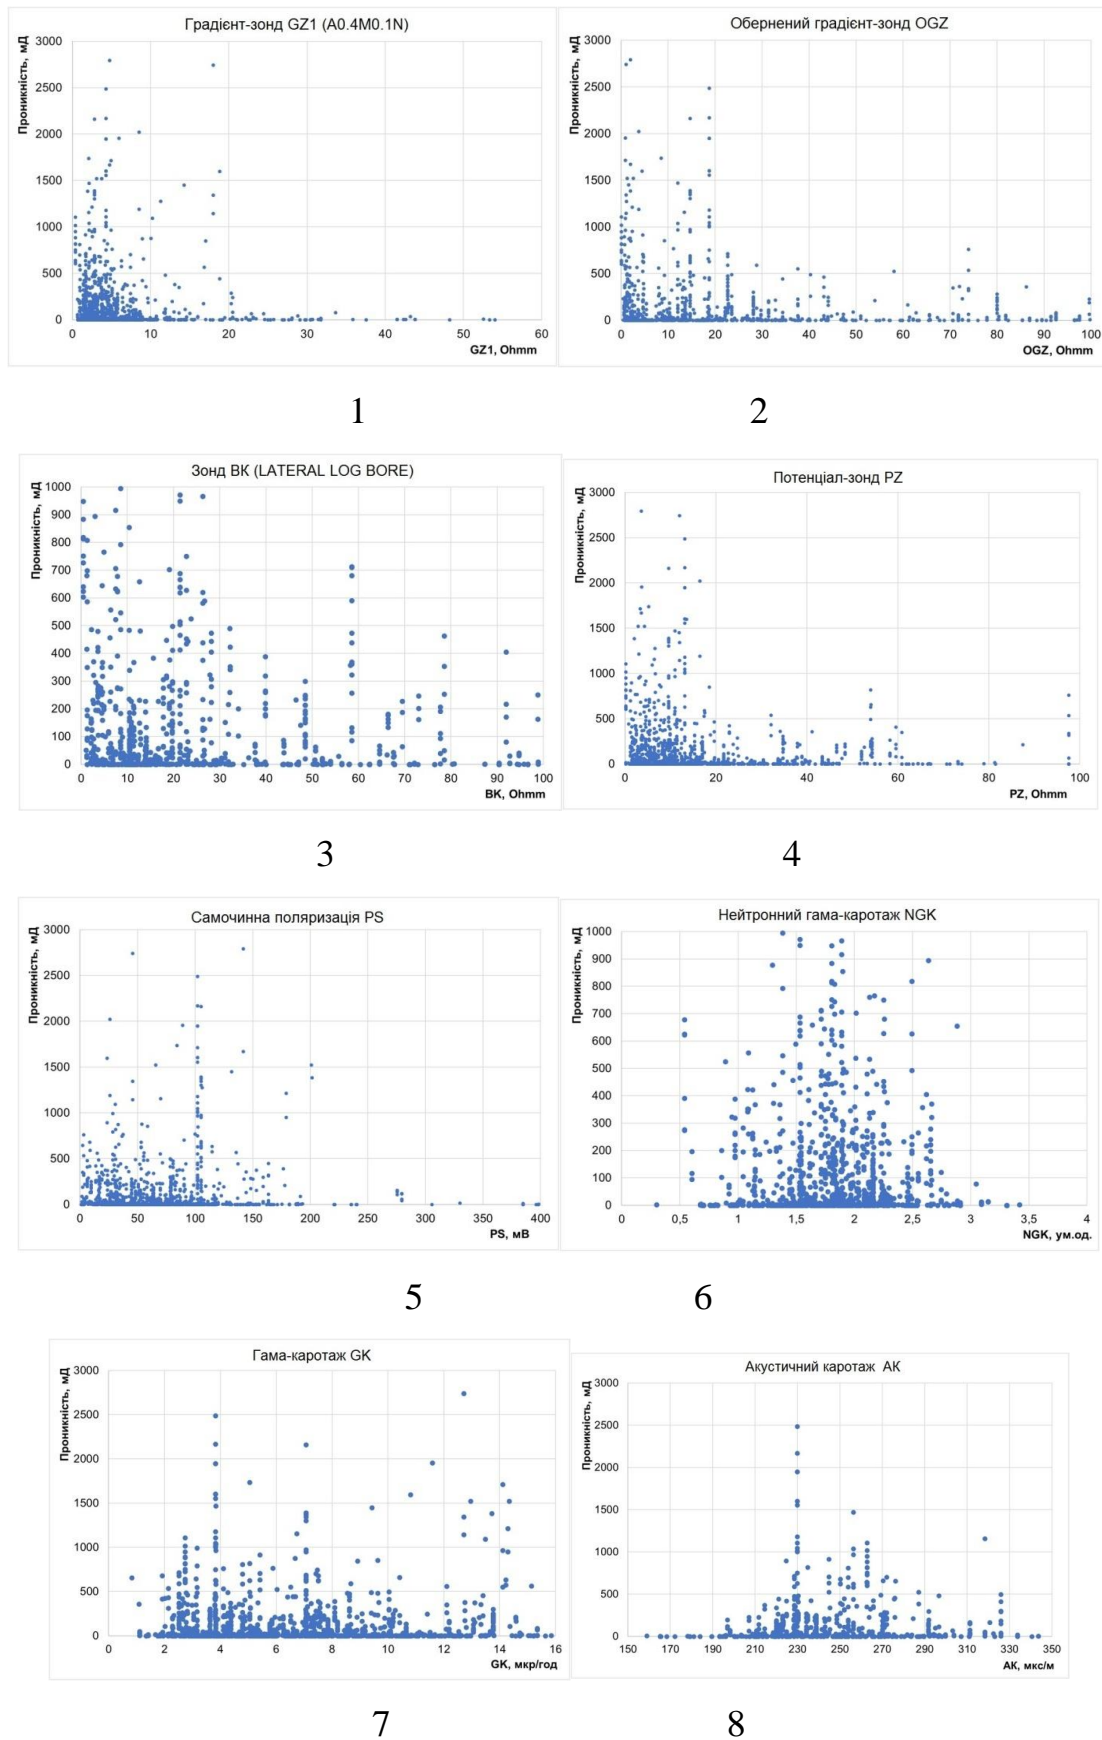 Градієнт-зонд GZ1 (A0.4M0.1N)
Проникність, мД
3000
2500
2000
1500
1000
500
0
0 10 20 30 40 50 60
GZ1, Ohmm
Обернений градієнт-зонд OGZ
Проникність, мД
3000
2500
2000
1500
1000
500
0
0 10 20 30 40 50 60 70 80 90 100
OGZ, Ohmm
1 2
Зонд ВК (LATERAL LOG BORE)
Проникність, мД
1000
900
800
700
600
500
400
300
200
100
0
0 10 20 30 40 50 60 70 80 90 100
BK, Ohmm
Потенціал-зонд PZ
Проникність, мД
3000
2500
2000
1500
1000
500
0
0 20 40 60 80 100
PZ, Ohmm
3 4
Самочинна поляризація PS
Проникність, мД
3000
2500
2000
1500
1000
500
0
0 50 100 150 200 250 300 350 400
PS, мВ
Нейтронний гама-каротаж NGK
Проникність, мД
1000
900
800
700
600
500
400
300
200
100
0
0 0,5 1 1,5 2 2,5 3 3,5 4
NGK, ум.од.
5 6
Гама-каротаж GK
Проникність, мД
3000
2500
2000
1500
1000
500
0
0 2 4 6 8 10 12 14 16
GK, мкр/год
Акустичний каротаж АК
Проникність, мД
3000
2500
2000
1500
1000
500
0
150 170 190 210 230 250 270 290 310 330 350
АК, мкс/м
7 8